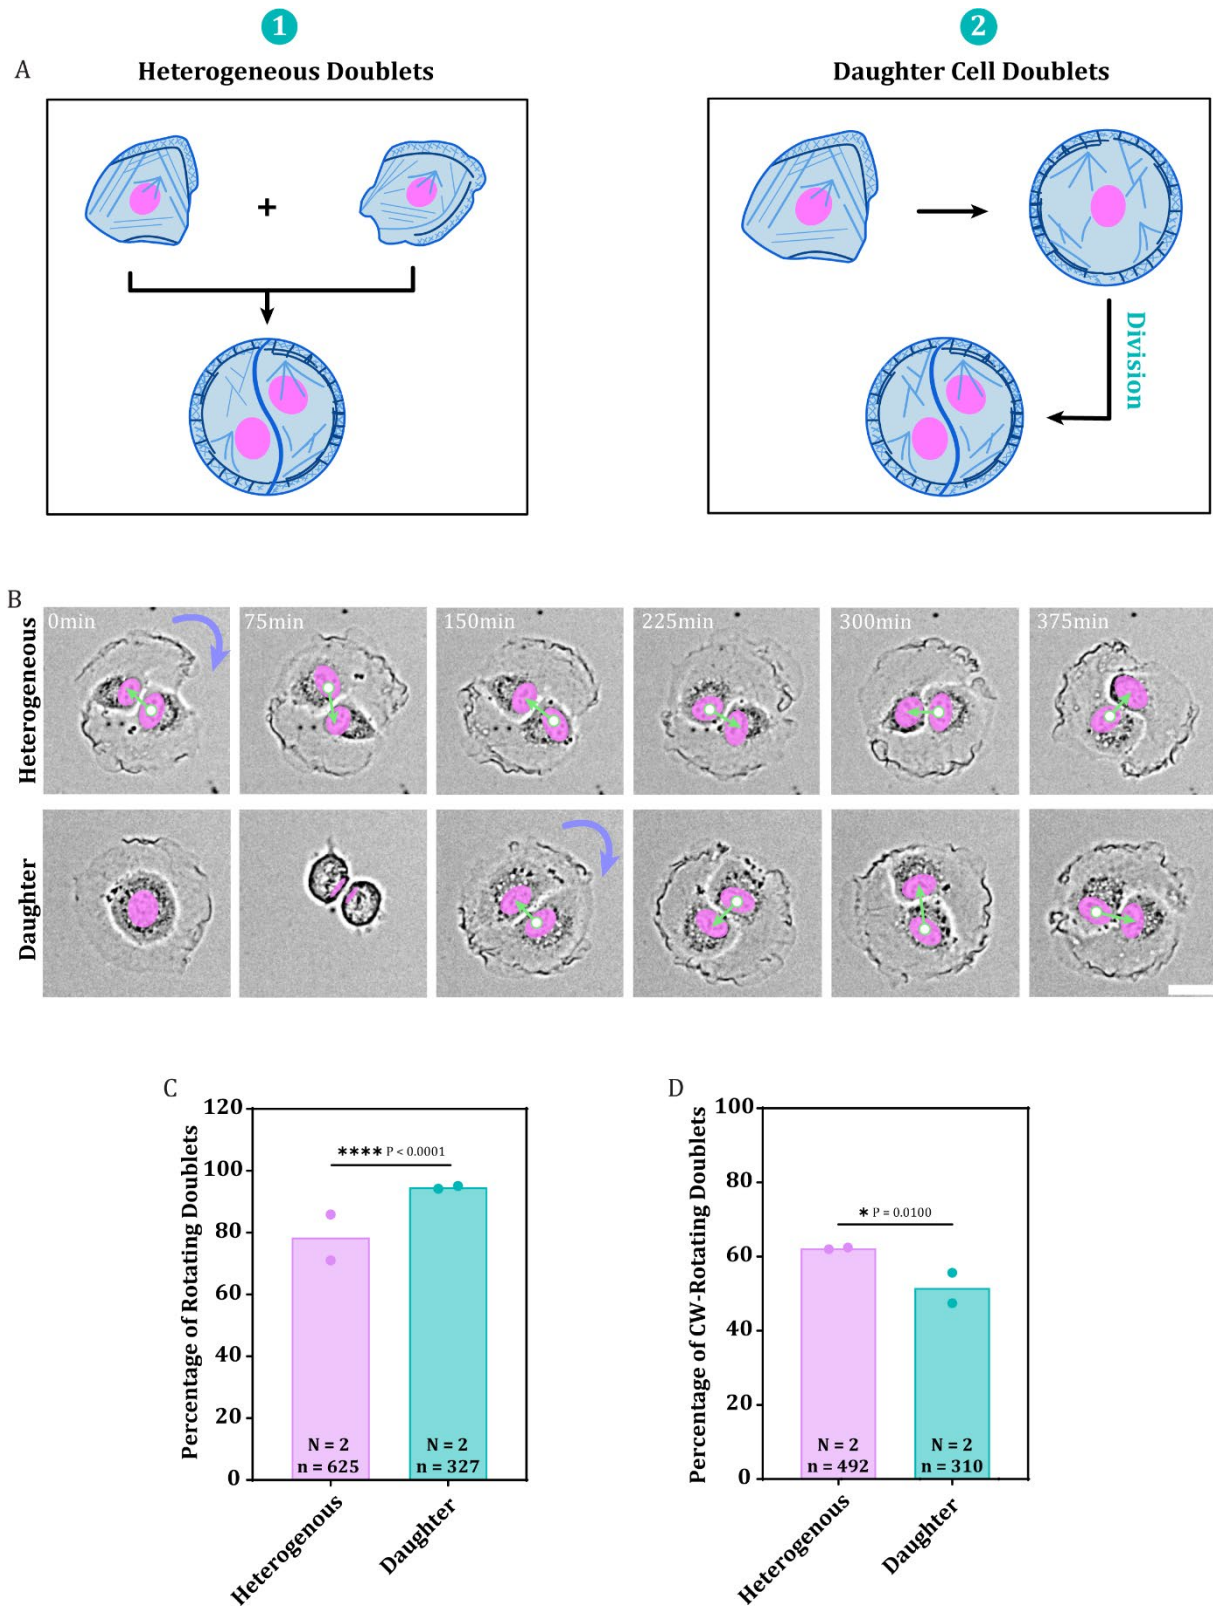 1
2
A
Heterogeneous Doublets
Daughter Cell Doublets
+
Division
B
Heterogeneous
0min
75min
150min
225min
300min
375min
Daughter
C
Percentage of Rotating Doublets
120
100
80
60
40
20
0
**** P < 0.0001
N = 2
n = 625
N = 2
n = 327
Heterogenous
Daughter
D
Percentage of CW-Rotating Doublets
100
80
60
40
20
0
* P = 0.0100
N = 2
n = 492
N = 2
n = 310
Heterogenous
Daughter